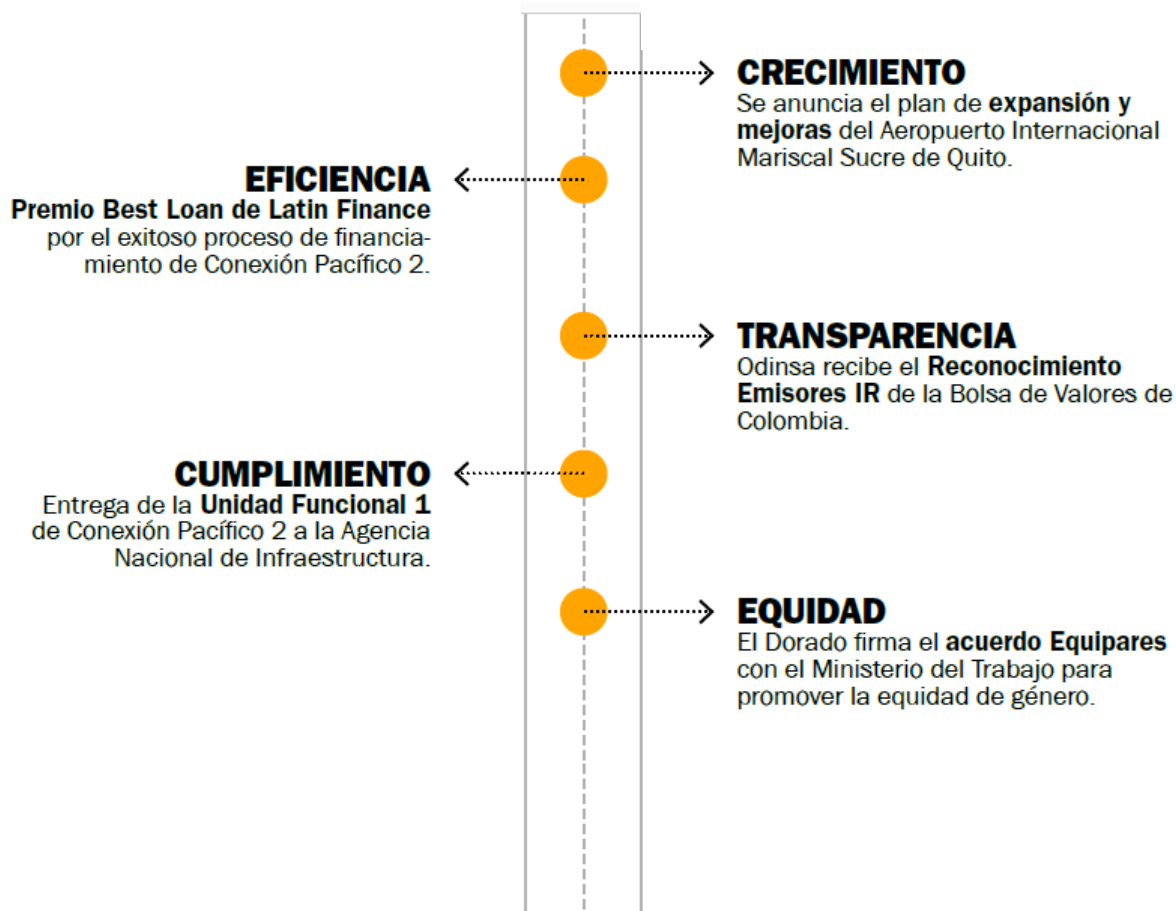 CRECIMIENTO
Se anuncia el plan de expansión y
mejoras del Aeropuerto Internacional
Mariscal Sucre de Quito.
EFICIENCIA
Premio Best Loan de Latin Finance
por el exitoso proceso de financia-
miento de Conexión Pacífico 2.
TRANSPARENCIA
Odinsa recibe el Reconocimiento
Emisores IR de la Bolsa de Valores de
Colombia.
CUMPLIMIENTO
Entrega de la Unidad Funcional 1
de Conexión Pacífico 2 a la Agencia
Nacional de Infraestructura.
EQUIDAD
El Dorado firma el acuerdo Equipares
con el Ministerio del Trabajo para
promover la equidad de género.